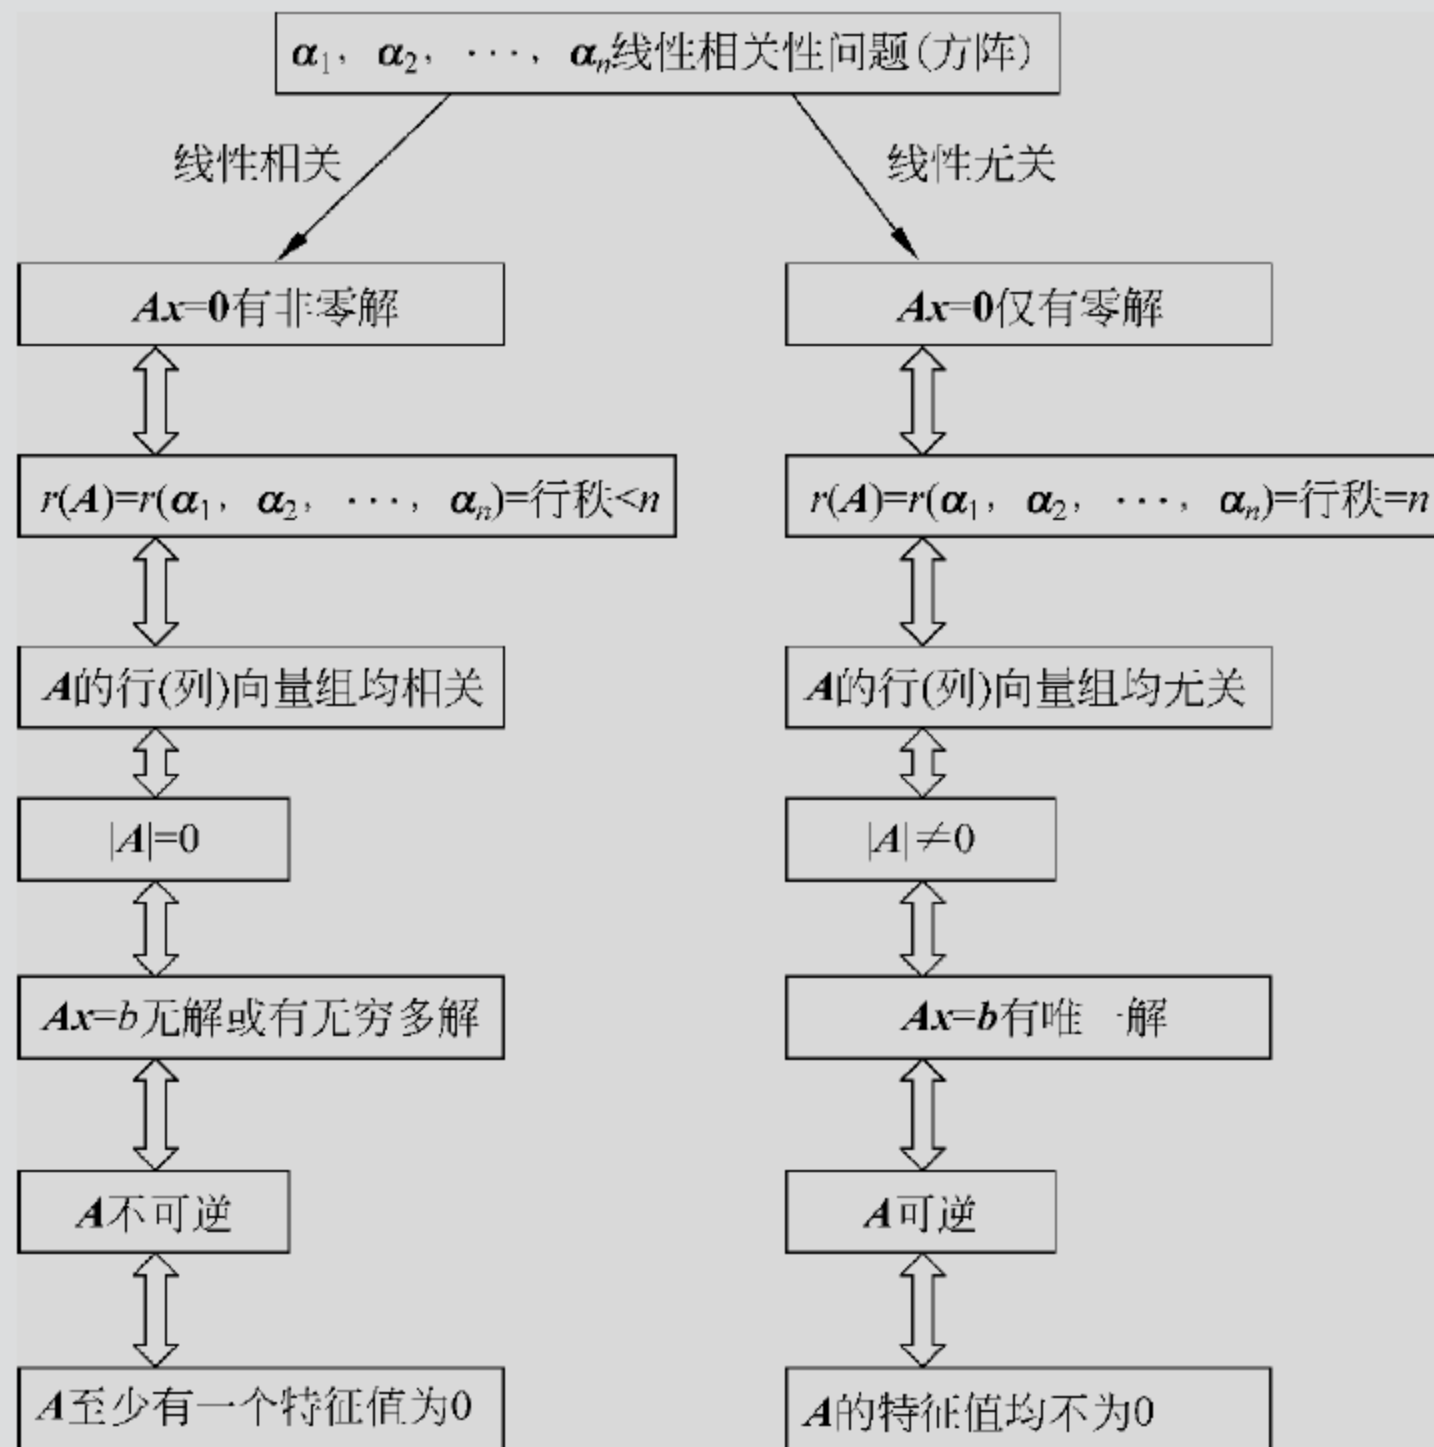 α₁, α₂, ···, αₙ线性相关性问题(方阵)
线性相关
线性无关
Ax=0有非零解
Ax=0仅有零解
r(A)=r(α₁, α₂, ···, αₙ)=行秩<n
r(A)=r(α₁, α₂, ···, αₙ)=行秩=n
A的行(列)向量组均相关
A的行(列)向量组均无关
|A|=0
|A|≠0
Ax=b无解或有无穷多解
Ax=b有唯一解
A不可逆
A可逆
A至少有一个特征值为0
A的特征值均不为0